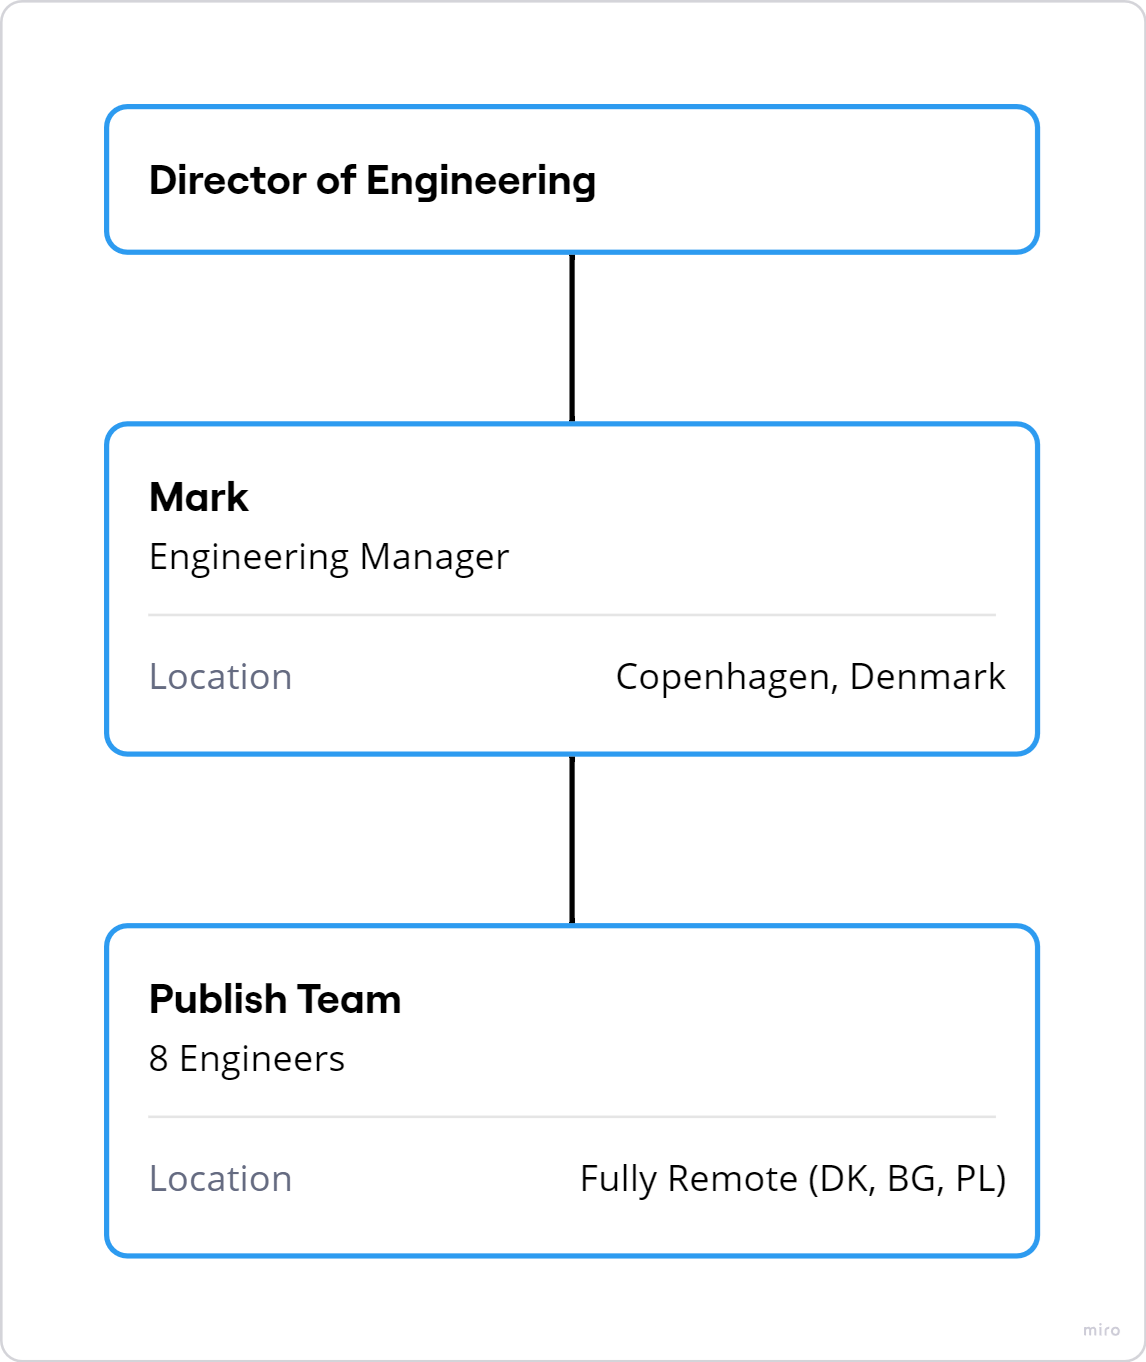 Director of Engineering
Mark
Engineering Manager
Location Copenhagen, Denmark
Publish Team
8 Engineers
Location Fully Remote (DK, BG, PL)
miro